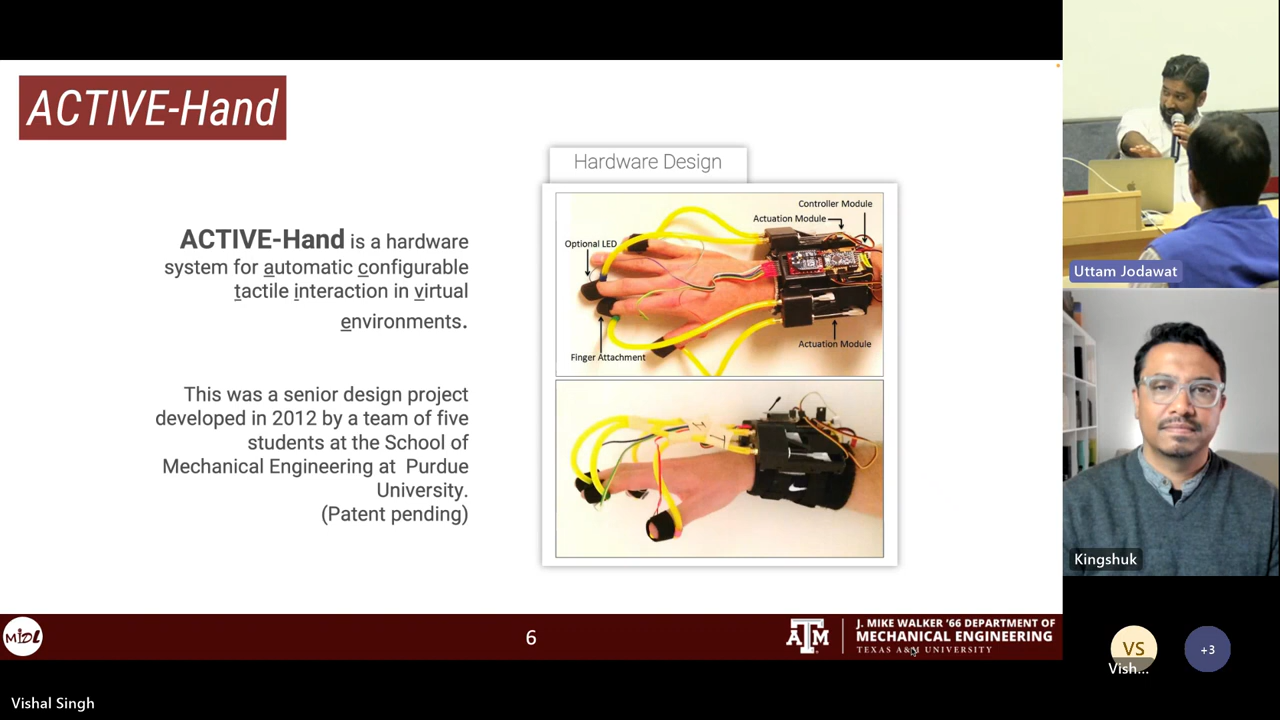 ACTIVE-Hand
Hardware Design
Controller Module
Actuation Module
Optional LED
Actuation Module
Finger Attachment
ACTIVE-Hand is a hardware
system for automatic configurable
tactile interaction in virtual
environments.
This was a senior design project
developed in 2012 by a team of five
students at the School of
Mechanical Engineering at Purdue
University.
(Patent pending)
MIDL
6
ATM
J. MIKE WALKER '66 DEPARTMENT OF
MECHANICAL ENGINEERING
TEXAS A&M UNIVERSITY
Uttam Jodawat
Kingshuk
VS
Vish...
+3
Vishal Singh